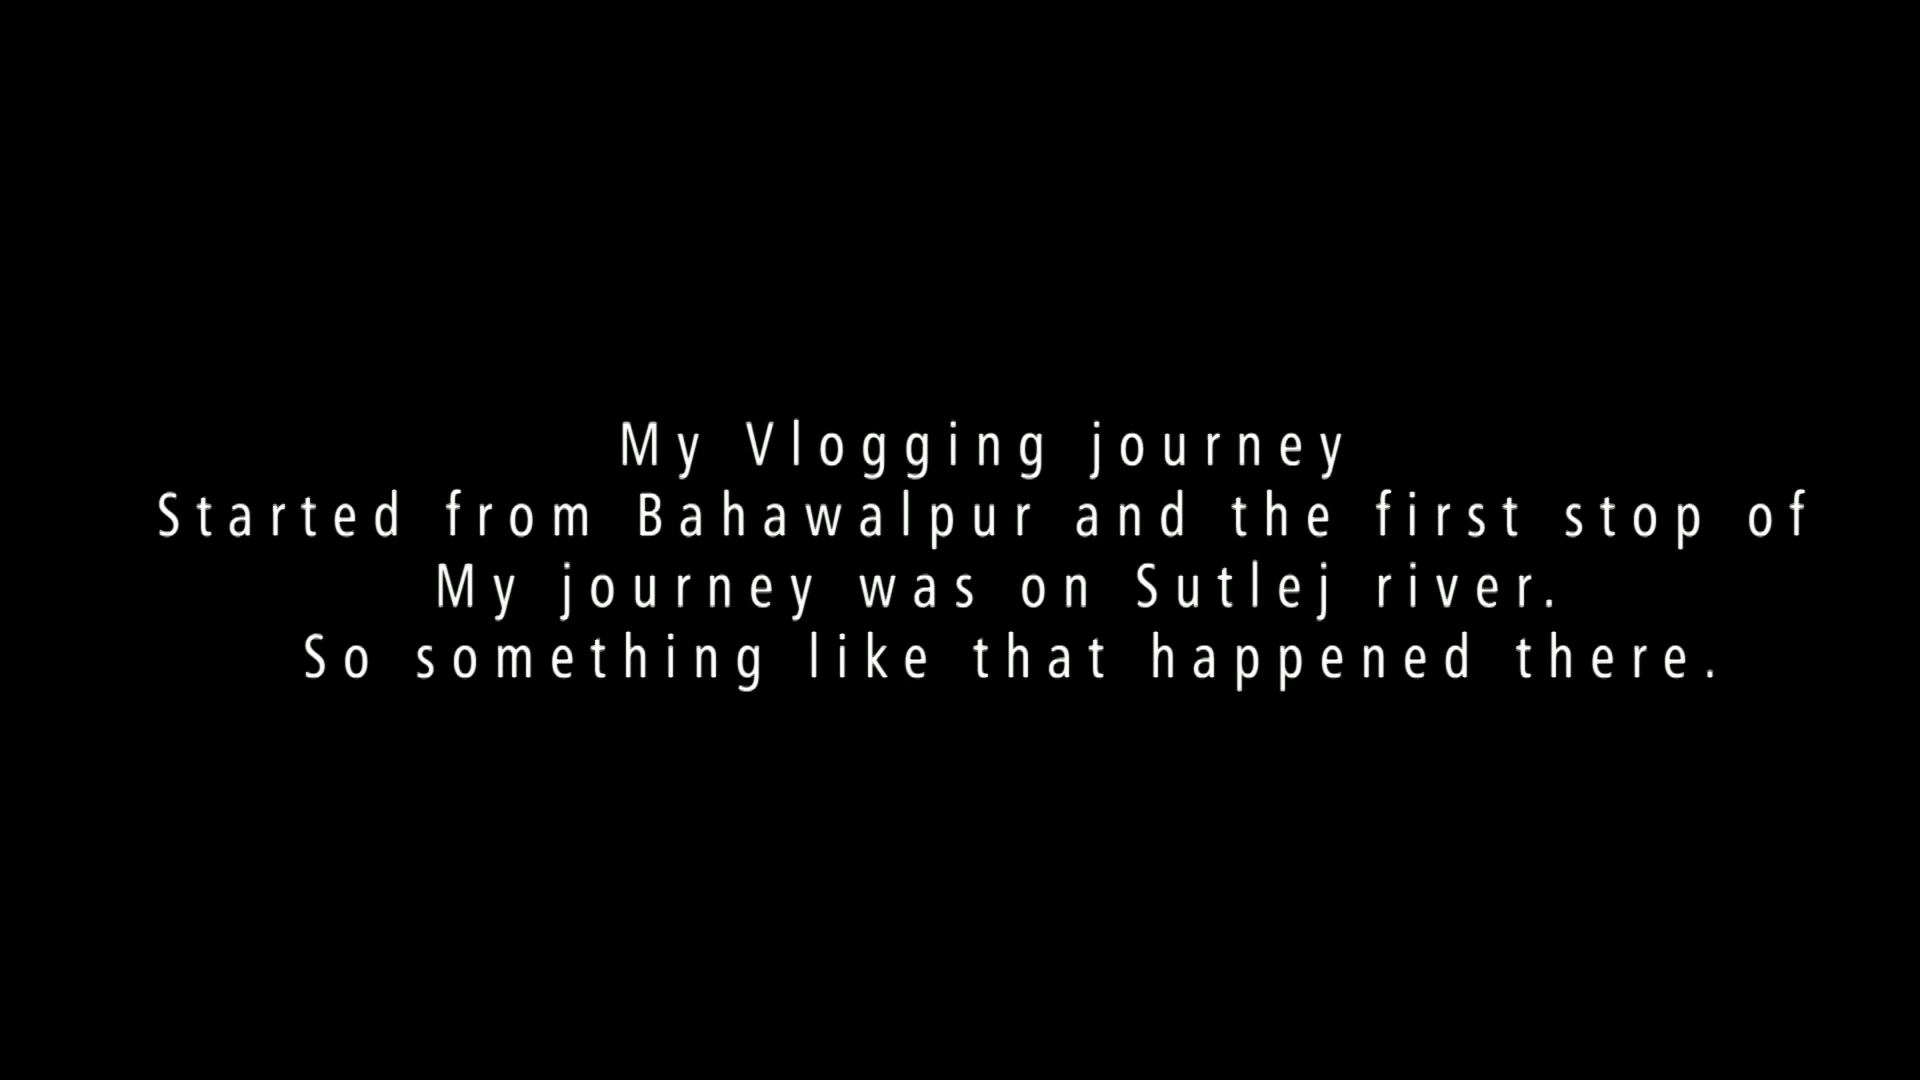 My Vlogging journey
Started from Bahawalpur and the first stop of
My journey was on Sutlej river.
So something like that happened there.